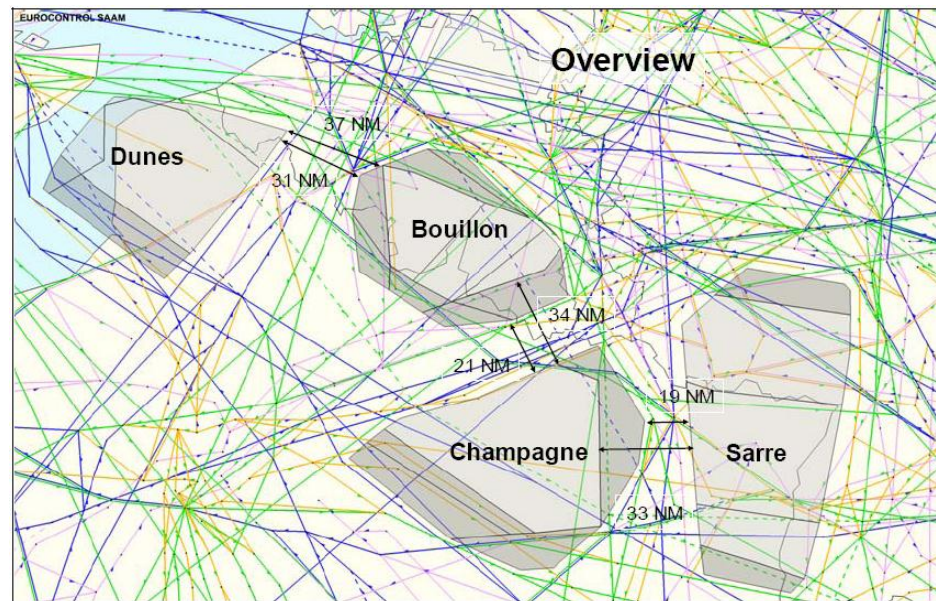 EUROCONTROL SAAM
Overview
37 NM
Dunes
31 NM
Bouillon
34 NM
21 NM
19 NM
Champagne
Sarre
33 NM